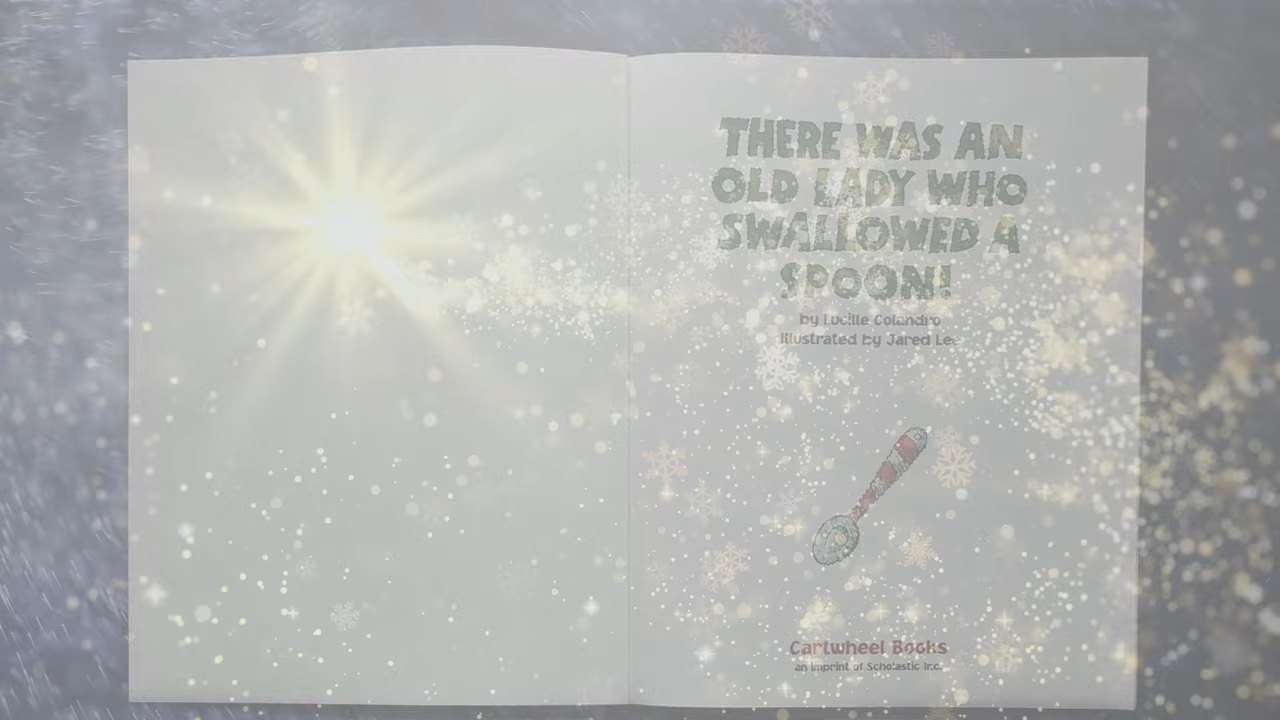 THERE WAS AN
OLD LADY WHO
SWALLOWED A
SPOON!
by Lucille Colandro
Illustrated by Jared Lee
Cartwheel Books
an imprint of Scholastic Inc.